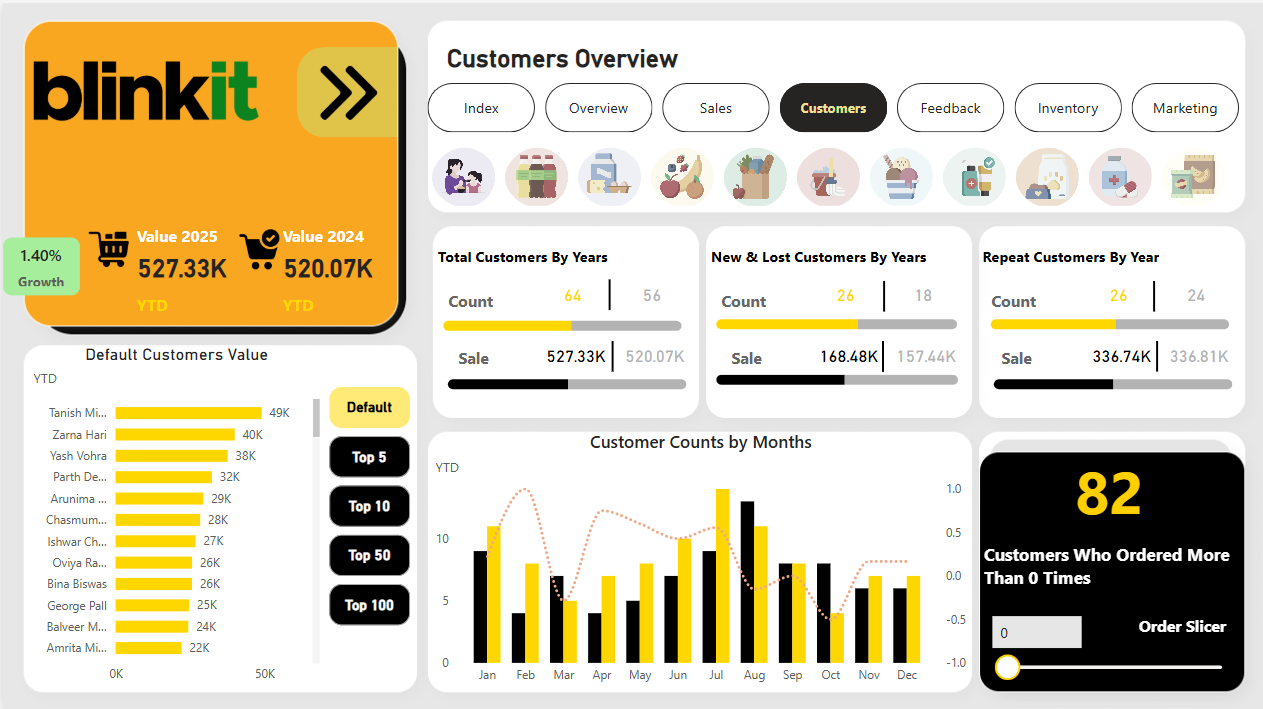 blinkit
Value 2025
527.33K
YTD
Value 2024
520.07K
YTD
1.40%
Growth
Customers Overview
Index
Overview
Sales
Customers
Feedback
Inventory
Marketing
Total Customers By Years
Count 64 56
Sale 527.33K 520.07K
New & Lost Customers By Years
Count 26 18
Sale 168.48K 157.44K
Repeat Customers By Year
Count 26 24
Sale 336.74K 336.81K
Default Customers Value
YTD
Tanish Mi... 49K
Zarna Hari 40K
Yash Vohra 38K
Parth De... 32K
Arunima ... 29K
Chasmum... 28K
Ishwar Ch... 27K
Oviya Ra... 26K
Bina Biswas 26K
George Pall 25K
Balveer M... 24K
Amrita Mi... 22K
0K 50K
Default
Top 5
Top 10
Top 50
Top 100
Customer Counts by Months
YTD
10
5
0
1.0
0.5
0.0
-0.5
-1.0
Jan Feb Mar Apr May Jun Jul Aug Sep Oct Nov Dec
82
Customers Who Ordered More
Than 0 Times
0
Order Slicer